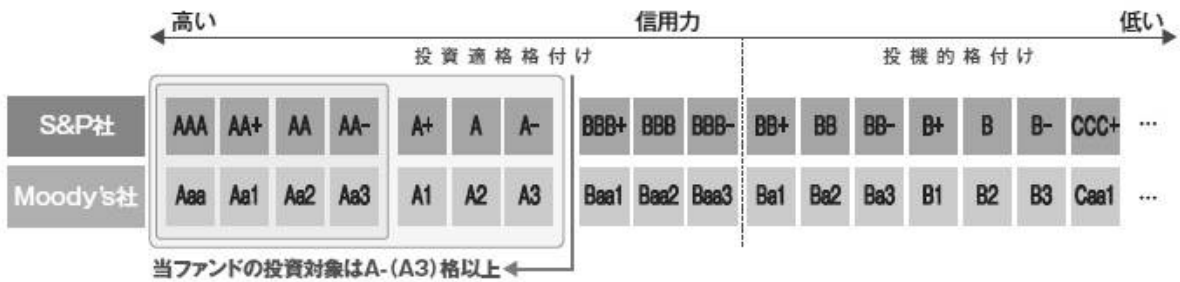 高い 信用力 低い
投資適格格付け 投機的格付け
S&P社 AAA AA+ AA AA- A+ A A- BBB+ BBB BBB- BB+ BB BB- B+ B B- CCC+ …
Moody's社 Aaa Aa1 Aa2 Aa3 A1 A2 A3 Baa1 Baa2 Baa3 Ba1 Ba2 Ba3 B1 B2 B3 Caa1 …
当ファンドの投資対象はA-(A3)格以上